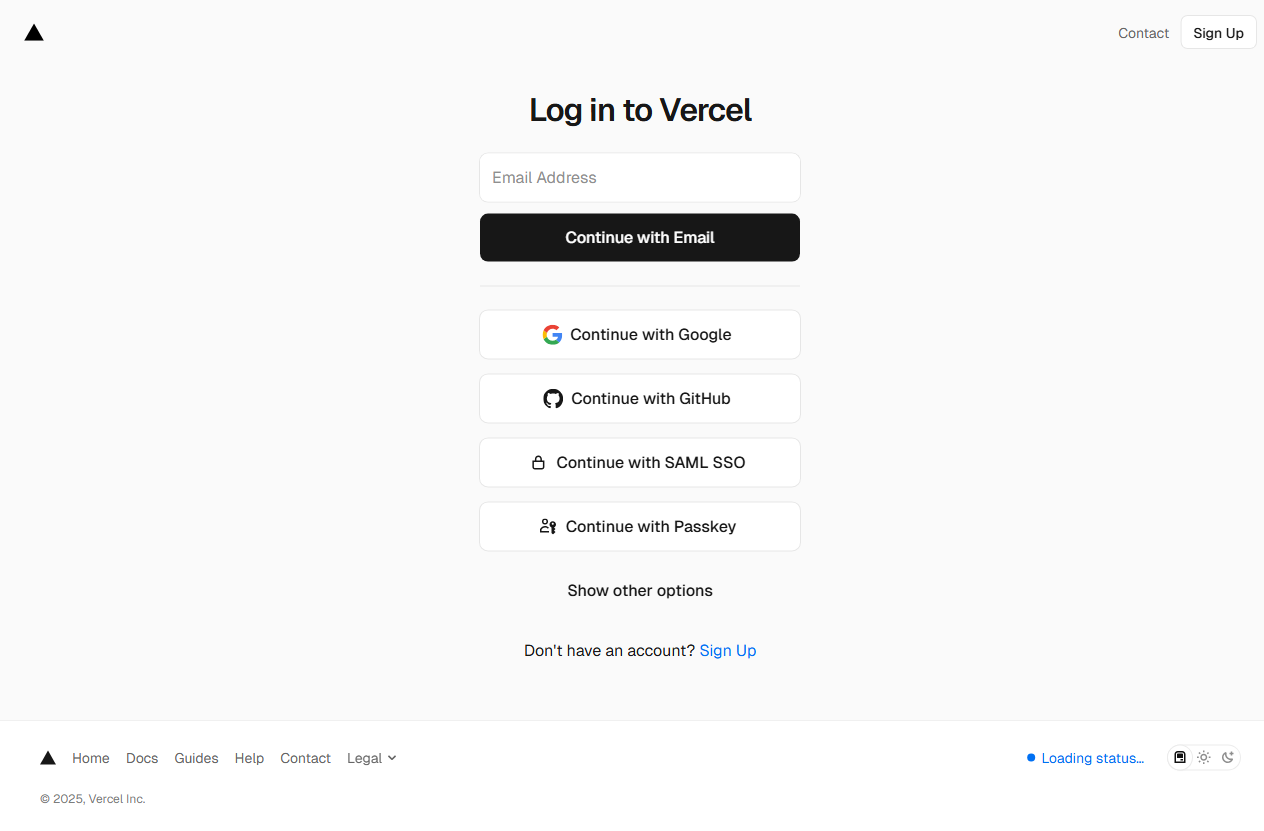 Contact Sign Up
Log in to Vercel
Email Address
Continue with Email
Continue with Google
Continue with GitHub
Continue with SAML SSO
Continue with Passkey
Show other options
Don't have an account? Sign Up
Home Docs Guides Help Contact Legal Loading status…
© 2025, Vercel Inc.